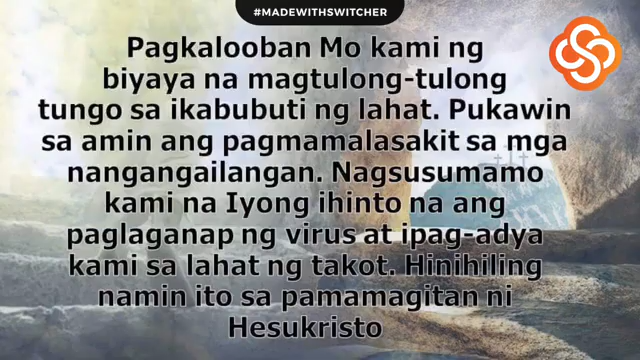 #MADEWITHSWITCHER
Pagkalooban Mo kami ng
biyaya na magtulong-tulong
tungo sa ikabubuti ng lahat. Pukawin
sa amin ang pagmamalasakit sa mga
nangangailangan. Nagsusumamo
kami na Iyong ihinto na ang
paglaganap ng virus at ipag-adya
kami sa lahat ng takot. Hinihiling
namin ito sa pamamagitan ni
Hesukristo